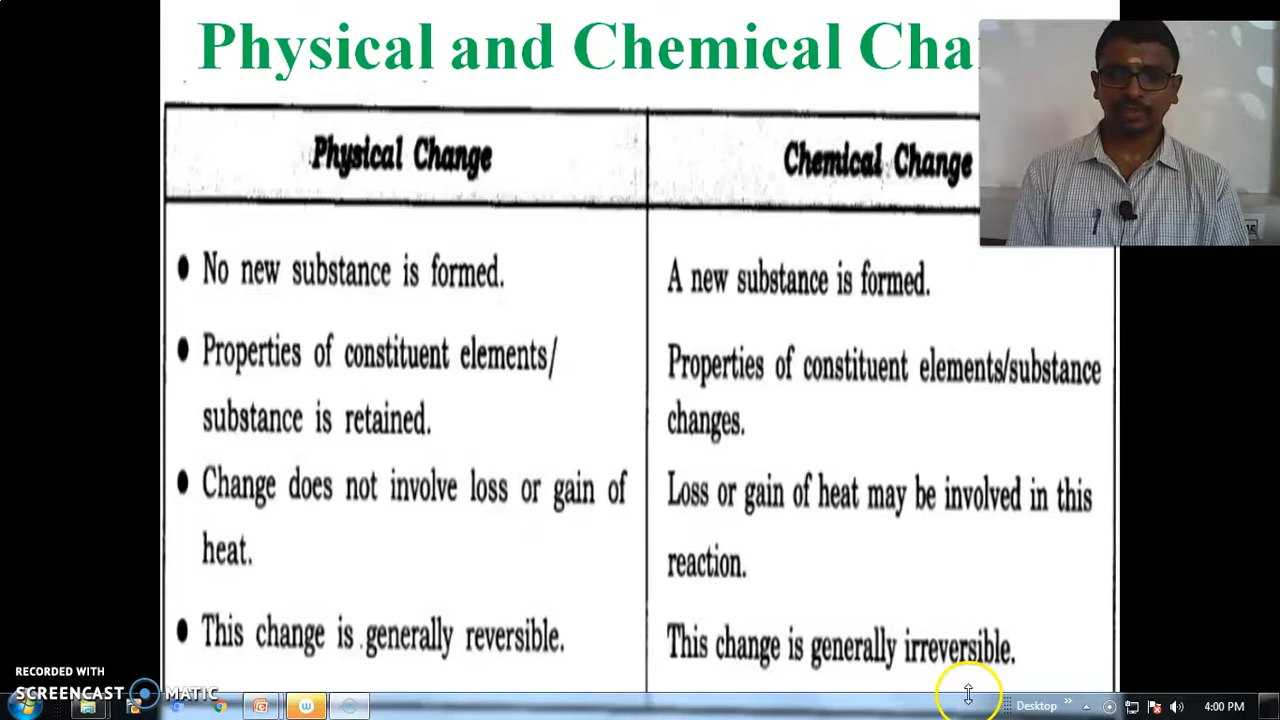 Physical and Chemical Cha
Physical Change
Chemical Change
No new substance is formed.
A new substance is formed.
Properties of constituent elements/
substance is retained.
Properties of constituent elements/substance
changes.
Change does not involve loss or gain of
heat.
Loss or gain of heat may be involved in this
reaction.
This change is generally reversible.
This change is generally irreversible.
RECORDED WITH
SCREENCAST MATIC
Desktop
4:00 PM